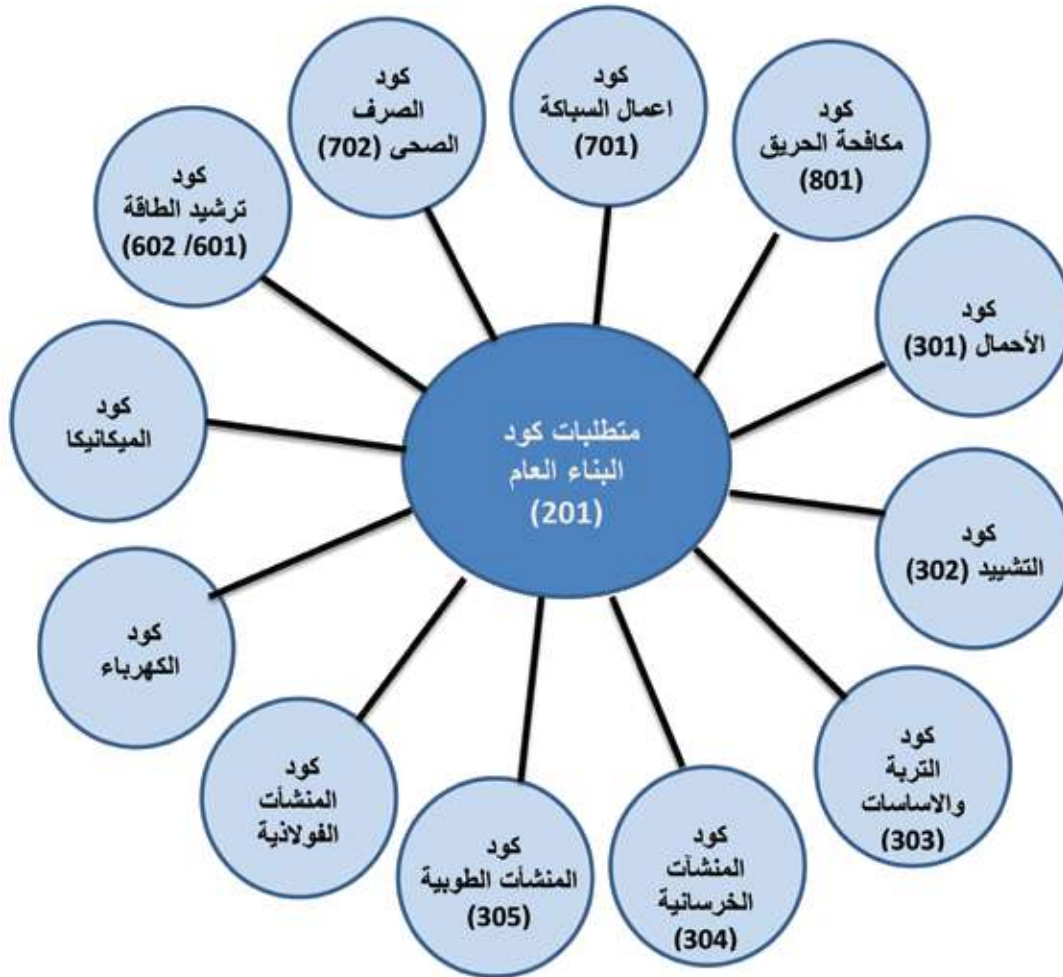 كود
الصرف
الصحى (702)
كود
اعمال السباكة
(701)
كود
مكافحة الحريق
(801)
كود
ترشيد الطاقة
(601/ 602)
كود
الأحمال (301)
كود
الميكانيكا
متطلبات كود
البناء العام
(201)
كود
التشييد (302)
كود
الكهرباء
كود
التربة
والاساسات
(303)
كود
المنشأت
الفولاذية
كود
المنشأت الطوبية
(305)
كود
المنشآت
الخرسانية
(304)